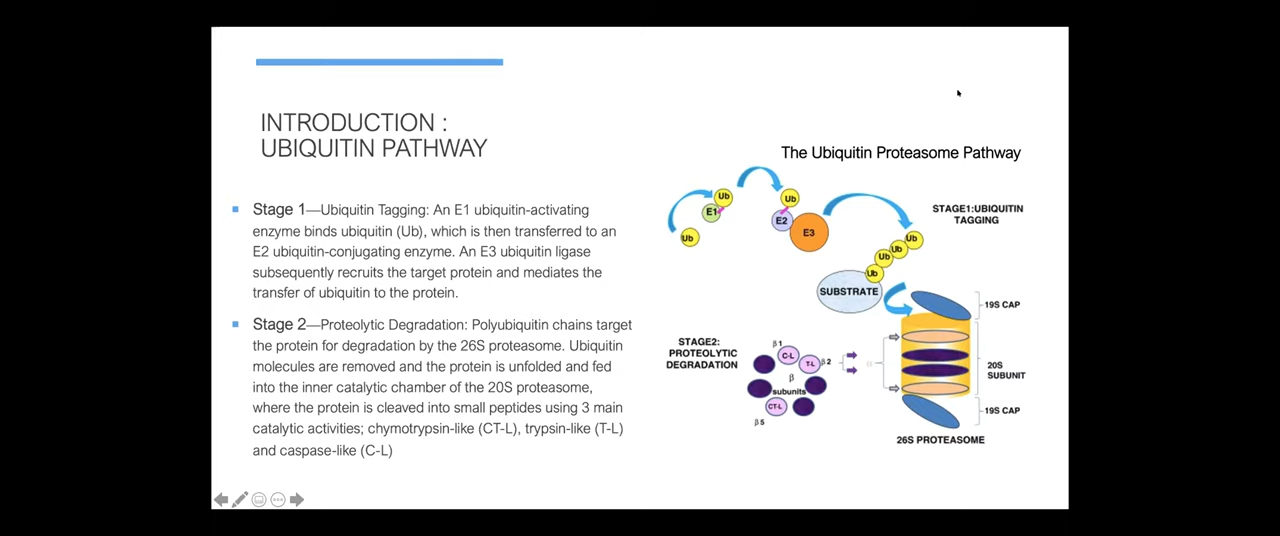 INTRODUCTION :
UBIQUITIN PATHWAY
Stage 1—Ubiquitin Tagging: An E1 ubiquitin-activating
enzyme binds ubiquitin (Ub), which is then transferred to an
E2 ubiquitin-conjugating enzyme. An E3 ubiquitin ligase
subsequently recruits the target protein and mediates the
transfer of ubiquitin to the protein.
Stage 2—Proteolytic Degradation: Polyubiquitin chains target
the protein for degradation by the 26S proteasome. Ubiquitin
molecules are removed and the protein is unfolded and fed
into the inner catalytic chamber of the 20S proteasome,
where the protein is cleaved into small peptides using 3 main
catalytic activities; chymotrypsin-like (CT-L), trypsin-like (T-L)
and caspase-like (C-L)
The Ubiquitin Proteasome Pathway
Ub
E1
Ub
Ub
E2
E3
STAGE1:UBIQUITIN
TAGGING
Ub
Ub
Ub
Ub
SUBSTRATE
19S CAP
STAGE2:
PROTEOLYTIC
DEGRADATION
β1
C-L
T-L
β2
β
subunits
CT-L
β5
α
20S
SUBUNIT
19S CAP
26S PROTEASOME